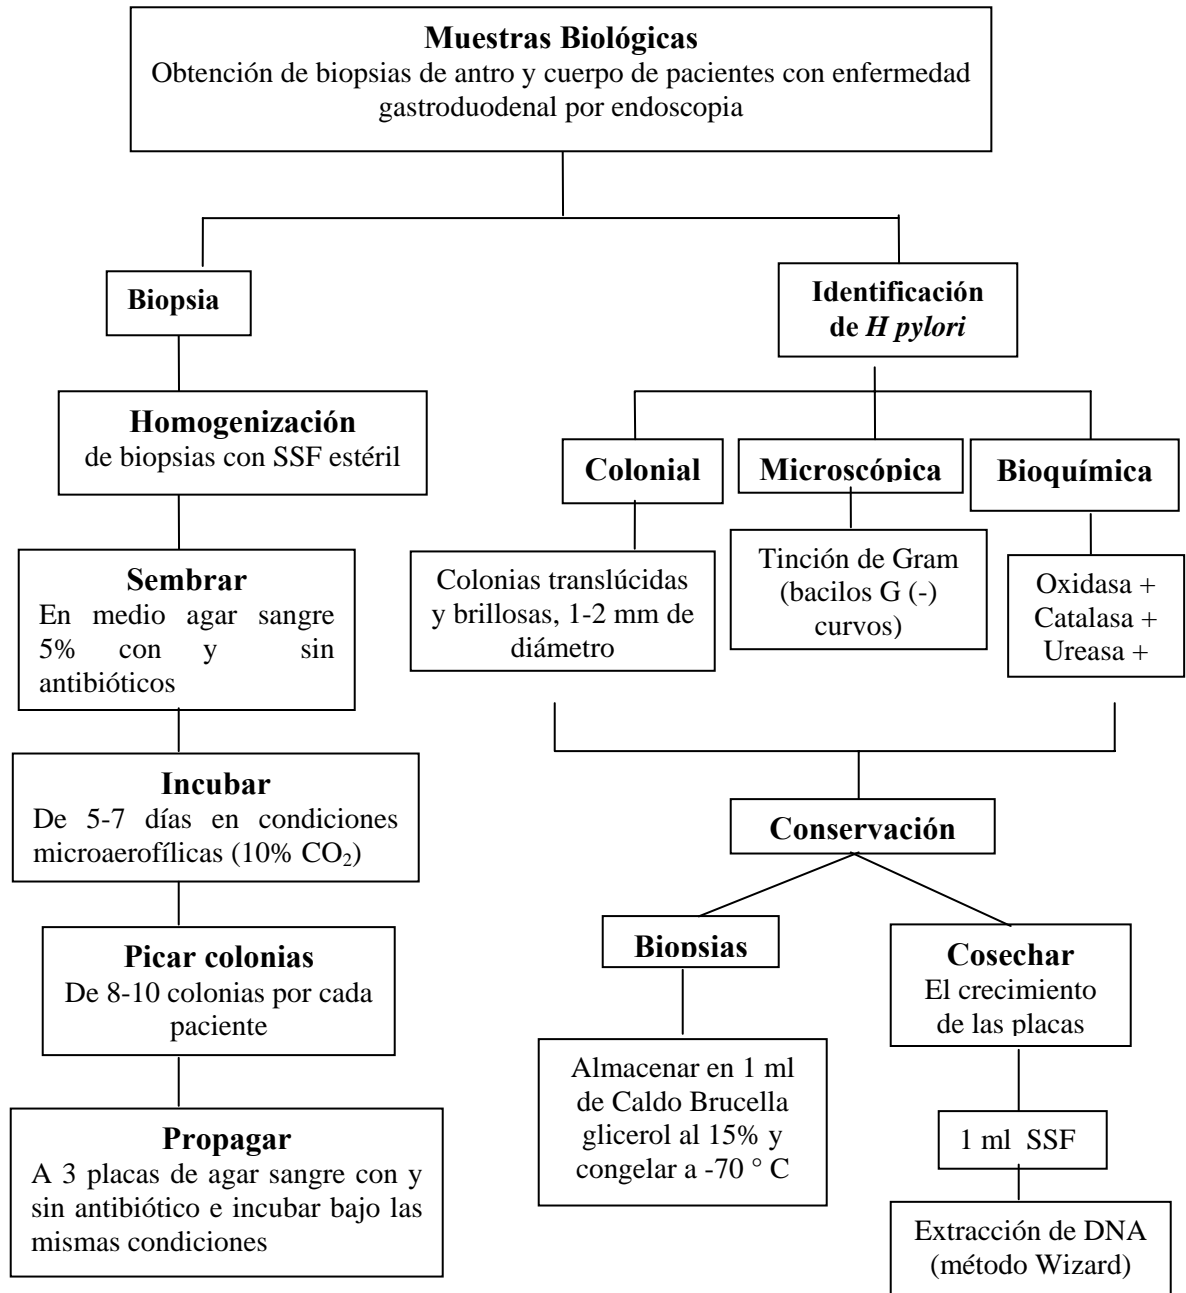 Muestras Biológicas
Obtención de biopsias de antro y cuerpo de pacientes con enfermedad
gastroduodenal por endoscopia
Biopsia
Identificación
de H pylori
Homogenización
de biopsias con SSF estéril
Colonial
Microscópica
Bioquímica
Sembrar
En medio agar sangre
5% con y sin
antibióticos
Colonias translúcidas
y brillosas, 1-2 mm de
diámetro
Tinción de Gram
(bacilos G (-)
curvos)
Oxidasa +
Catalasa +
Ureasa +
Incubar
De 5-7 días en condiciones
microaerofílicas (10% CO₂)
Conservación
Picar colonias
De 8-10 colonias por cada
paciente
Biopsias
Cosechar
El crecimiento
de las placas
Propagar
A 3 placas de agar sangre con y
sin antibiótico e incubar bajo las
mismas condiciones
Almacenar en 1 ml
de Caldo Brucella
glicerol al 15% y
congelar a -70 ° C
1 ml SSF
Extracción de DNA
(método Wizard)